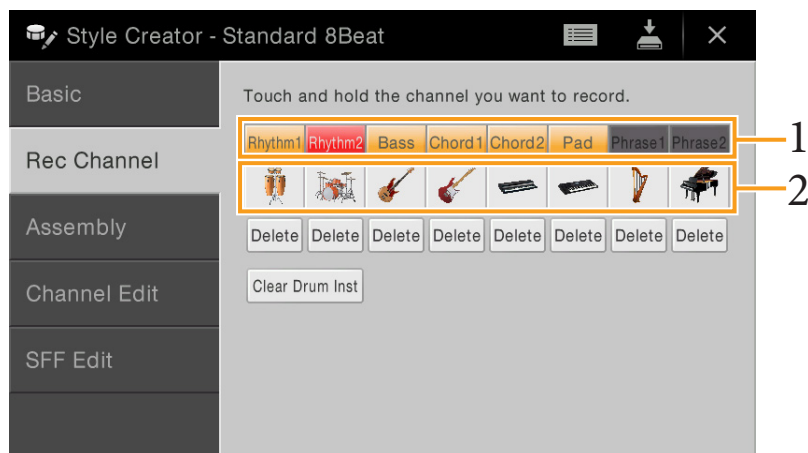 Style Creator - Standard 8Beat
Basic
Rec Channel
Assembly
Channel Edit
SFF Edit
Touch and hold the channel you want to record.
Rhythm1 Rhythm2 Bass Chord1 Chord2 Pad Phrase1 Phrase2 1
2
Delete Delete Delete Delete Delete Delete Delete Delete
Clear Drum Inst